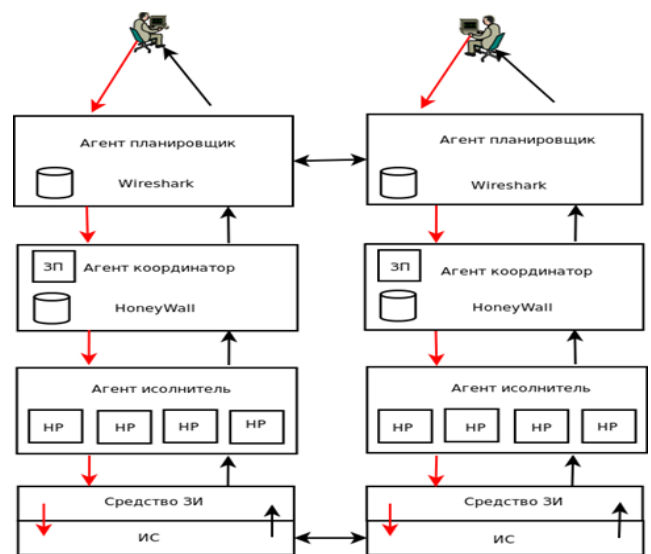 Агент планировщик
Wireshark
ЗП
Агент координатор
HoneyWall
Агент исолнитель
НР
НР
НР
НР
Средство ЗИ
ИС
Агент планировщик
Wireshark
ЗП
Агент координатор
HoneyWall
Агент исолнитель
НР
НР
НР
НР
Средство ЗИ
ИС